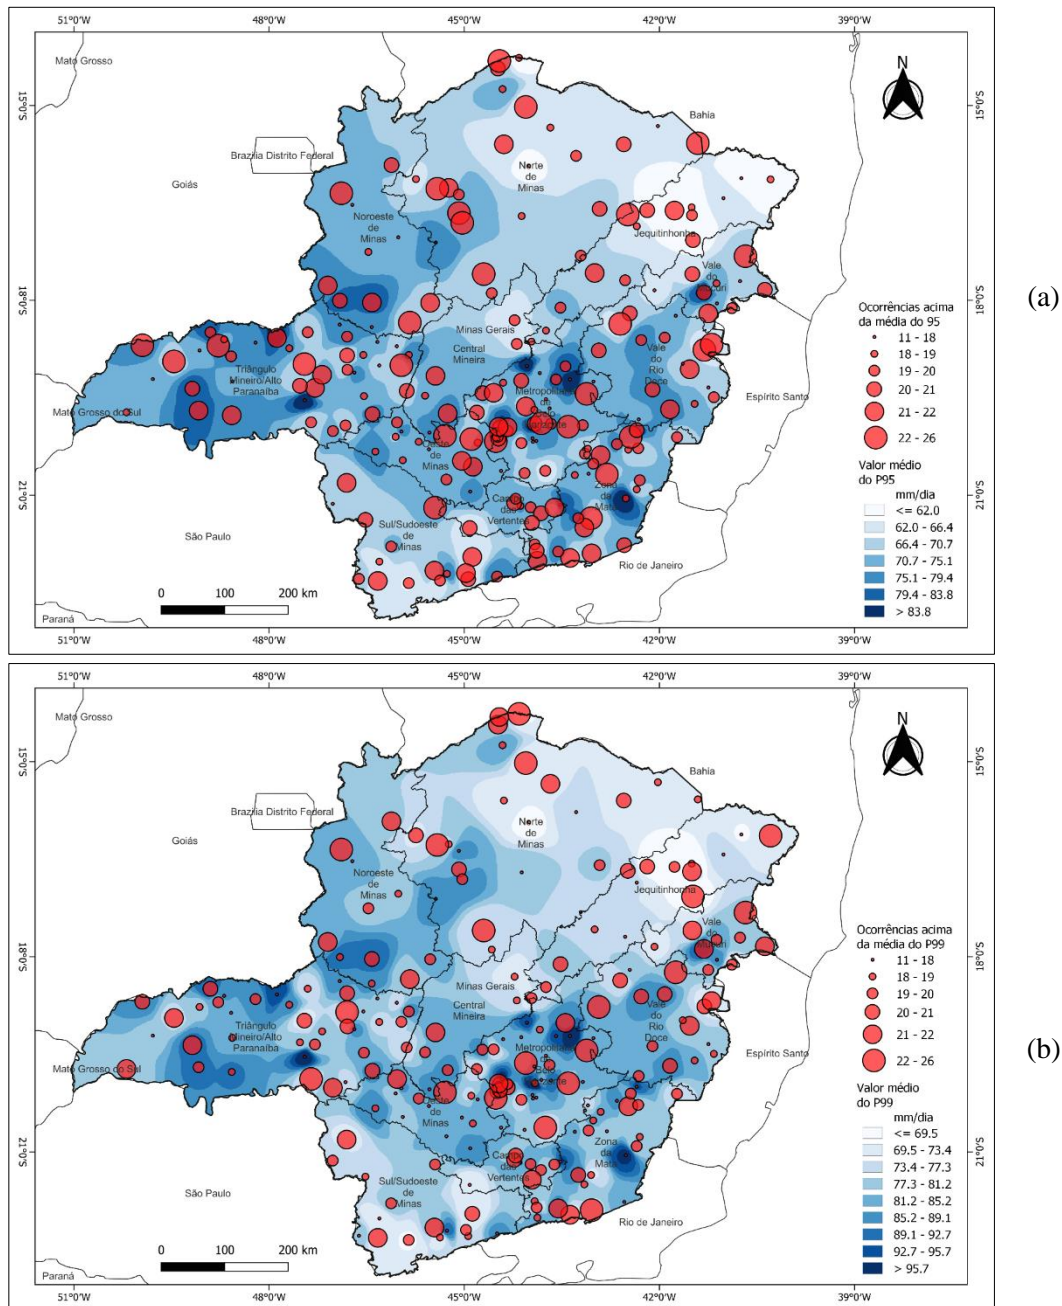 51°0'W 48°0'W 45°0'W 42°0'W 39°0'W
Mato Grosso
N
15°0'S
15°0'S
Bahia
Brazilia Distrito Federal
Norte
de
Minas
Goiás
Noroeste
de
Minas
Jequitinhonha
Vale
do
(a)
18°0'S
18°0'S
Ocorrências acima
da média do 95
11 - 18
18 - 19
19 - 20
20 - 21
21 - 22
22 - 26
Minas Gerais
Central
Mineira
Vale
do Rio
Doce
Triângulo
Mineiro/Alto
Paranaíba
Metropolitana
de
Espírito Santo
Mato Grosso do Sul
Oeste
de
Minas
Valor médio
do P95
mm/dia
<= 62.0
62.0 - 66.4
66.4 - 70.7
70.7 - 75.1
75.1 - 79.4
79.4 - 83.8
> 83.8
Zona
da
Mata
21°0'S
21°0'S
Campo
das
Vertentes
Sul/Sudoeste
de
Minas
São Paulo
Rio de Janeiro
0 100 200 km
Paraná
51°0'W 48°0'W 45°0'W 42°0'W 39°0'W
Mato Grosso
N
15°0'S
15°0'S
Bahia
Brazilia Distrito Federal
Norte
de
Minas
Goiás
Noroeste
de
Minas
Jequitinhonha
Vale
do
Mucuri
(b)
18°0'S
18°0'S
Ocorrências acima
da média do P99
11 - 18
18 - 19
19 - 20
20 - 21
21 - 22
22 - 26
Minas Gerais
Central
Mineira
Vale
do Rio
Doce
Triângulo
Mineiro/Alto
Paranaíba
Metropolitana
de
Belo
Horizonte
Espírito Santo
Mato Grosso do Sul
Oeste
de
Minas
Valor médio
do P99
mm/dia
<= 69.5
69.5 - 73.4
73.4 - 77.3
77.3 - 81.2
81.2 - 85.2
85.2 - 89.1
89.1 - 92.7
92.7 - 95.7
> 95.7
Zona
da
Mata
21°0'S
21°0'S
Campo
das
Vertentes
Sul/Sudoeste
de
Minas
São Paulo
Rio de Janeiro
0 100 200 km
Paraná
51°0'W 48°0'W 45°0'W 42°0'W 39°0'W